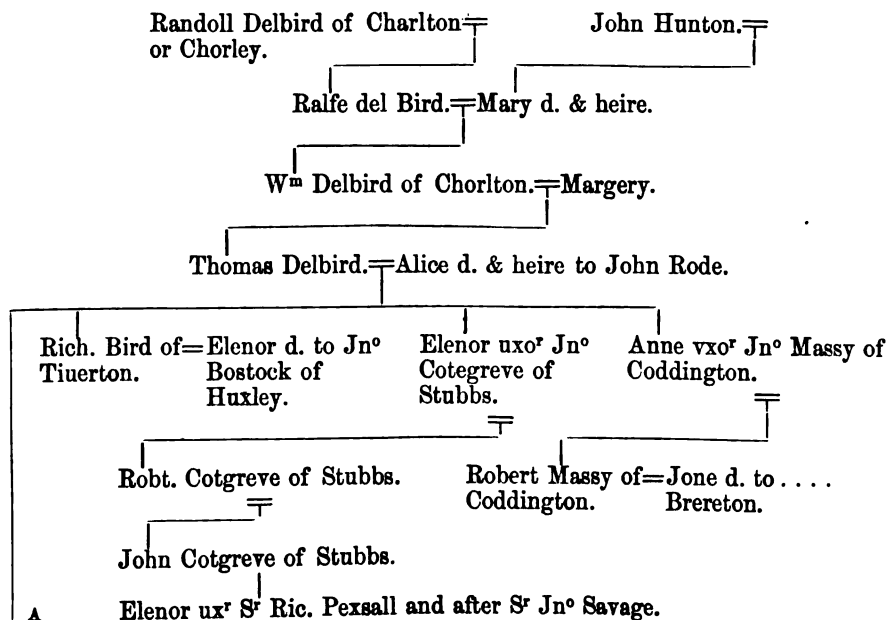 Randoll Delbird of Charlton
or Chorley.
John Hunton.
Ralfe del Bird.
Mary d. & heire.
Wᵐ Delbird of Chorlton.
Margery.
Thomas Delbird.
Alice d. & heire to John Rode.
Rich. Bird of
Tiuerton.
Elenor d. to Jnᵒ
Bostock of
Huxley.
Elenor uxoʳ Jnᵒ
Cotegreve of
Stubbs.
Anne vxoʳ Jnᵒ Massy of
Coddington.
Robt. Cotgreve of Stubbs.
Robert Massy of
Coddington.
Jone d. to . . . .
Brereton.
John Cotgreve of Stubbs.
A
Elenor uxʳ Sʳ Ric. Pexsall and after Sʳ Jnᵒ Savage.